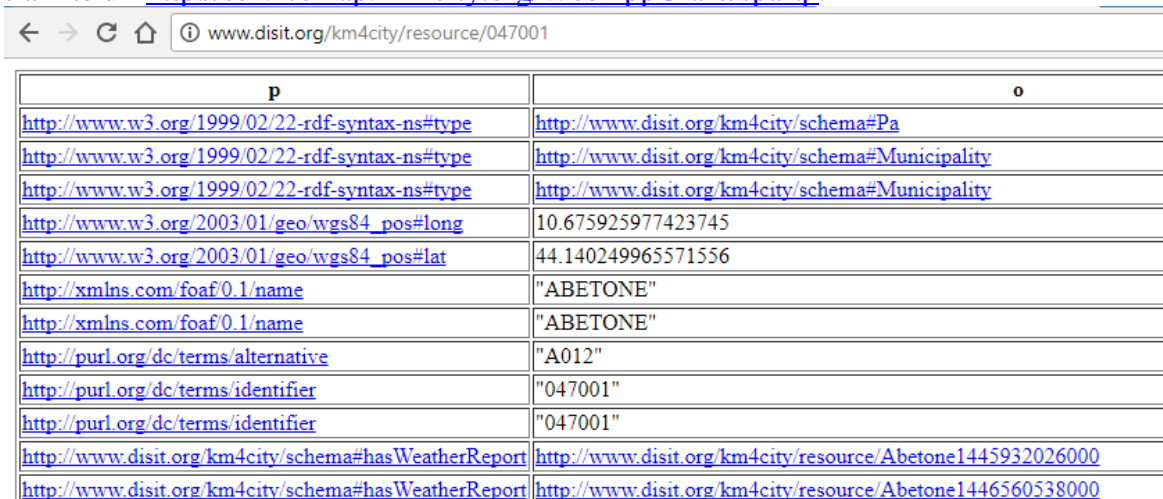 www.disit.org/km4city/resource/047001
p o
http://www.w3.org/1999/02/22-rdf-syntax-ns#type http://www.disit.org/km4city/schema#Pa
http://www.w3.org/1999/02/22-rdf-syntax-ns#type http://www.disit.org/km4city/schema#Municipality
http://www.w3.org/1999/02/22-rdf-syntax-ns#type http://www.disit.org/km4city/schema#Municipality
http://www.w3.org/2003/01/geo/wgs84_pos#long 10.675925977423745
http://www.w3.org/2003/01/geo/wgs84_pos#lat 44.140249965571556
http://xmlns.com/foaf/0.1/name "ABETONE"
http://xmlns.com/foaf/0.1/name "ABETONE"
http://purl.org/dc/terms/alternative "A012"
http://purl.org/dc/terms/identifier "047001"
http://purl.org/dc/terms/identifier "047001"
http://www.disit.org/km4city/schema#hasWeatherReport http://www.disit.org/km4city/resource/Abetone1445932026000
http://www.disit.org/km4city/schema#hasWeatherReport http://www.disit.org/km4city/resource/Abetone1446560538000